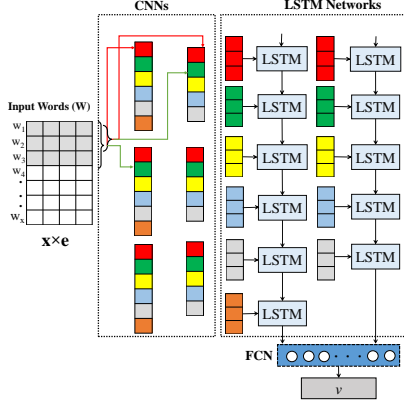 CNNs
LSTM Networks
Input Words (W)
W₁
W₂
W₃
W₄
Wₓ
x×e
LSTM
LSTM
LSTM
LSTM
LSTM
LSTM
LSTM
LSTM
LSTM
LSTM
LSTM
FCN
v